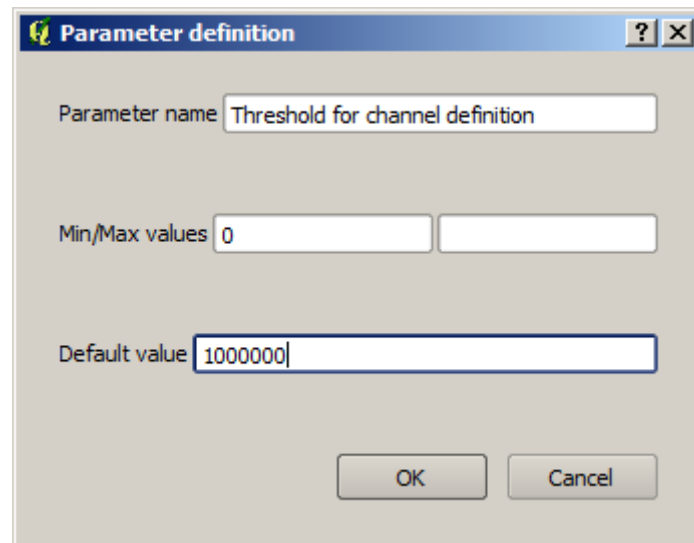 Parameter definition
Parameter name Threshold for channel definition
Min/Max values 0
Default value 1000000
OK Cancel